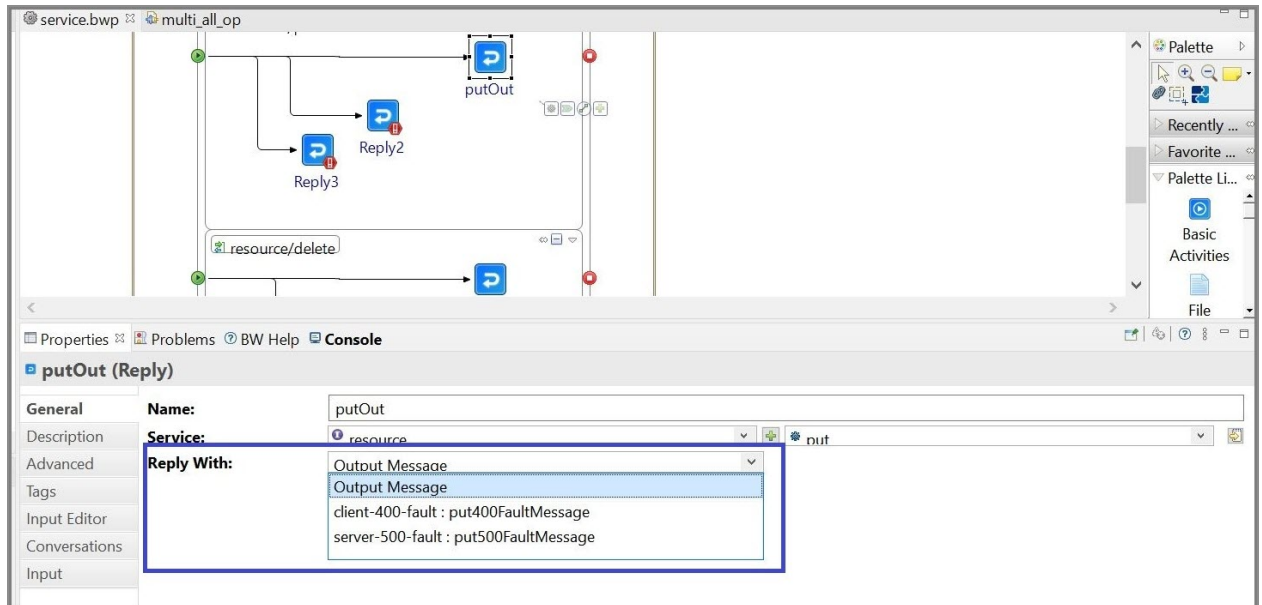 service.bwp multi_all_op
Palette
putOut
Reply2
Reply3
Recently ...
Favorite ...
Palette Li...
Basic
Activities
File
resource/delete
Properties Problems BW Help Console
putOut (Reply)
General
Description
Advanced
Tags
Input Editor
Conversations
Input
Name: putOut
Service: resource put
Reply With: Output Message
Output Message
client-400-fault : put400FaultMessage
server-500-fault : put500FaultMessage